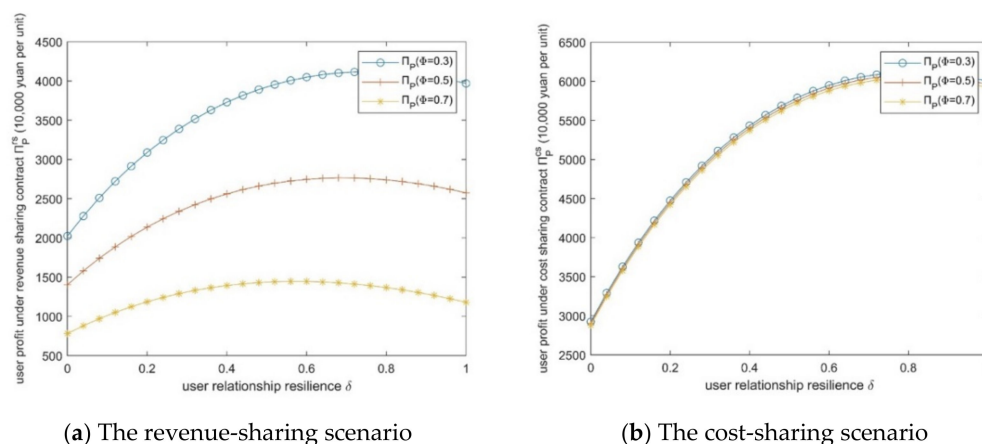 4500
4000
3500
3000
2500
2000
1500
1000
500
0
0.2
0.4
0.6
0.8
1
user relationship resilience δ
user profit under revenue sharing contract Π_P^rs (10,000 yuan per unit)
Π_P(Φ=0.3)
Π_P(Φ=0.5)
Π_P(Φ=0.7)
(a) The revenue-sharing scenario
6500
6000
5500
5000
4500
4000
3500
3000
2500
0
0.2
0.4
0.6
0.8
user relationship resilience δ
user profit under cost sharing contract Π_P^cs (10,000 yuan per unit)
Π_P(Φ=0.3)
Π_P(Φ=0.5)
Π_P(Φ=0.7)
(b) The cost-sharing scenario